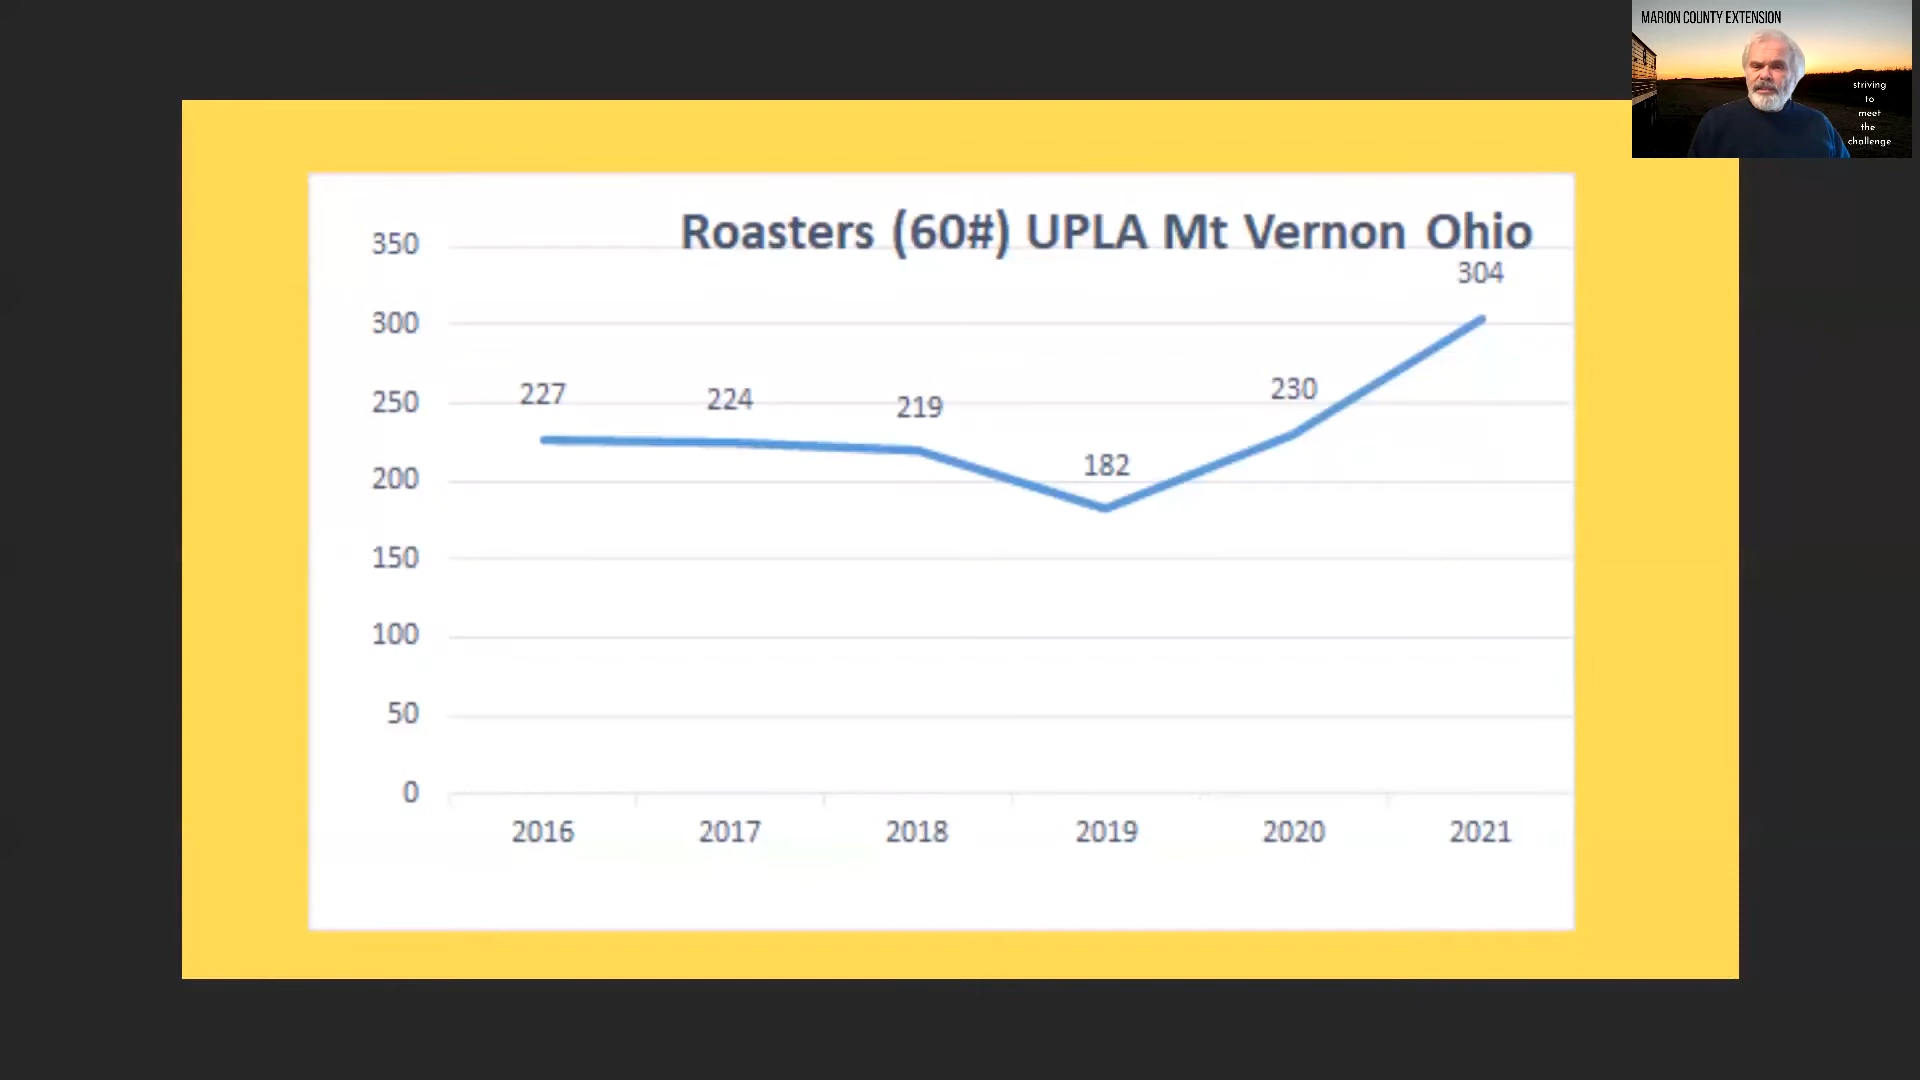 MARION COUNTY EXTENSION
striving
to
meet
the
challenge
Roasters (60#) UPLA Mt Vernon Ohio
350
300
250
200
150
100
50
0
227
224
219
182
230
304
2016
2017
2018
2019
2020
2021